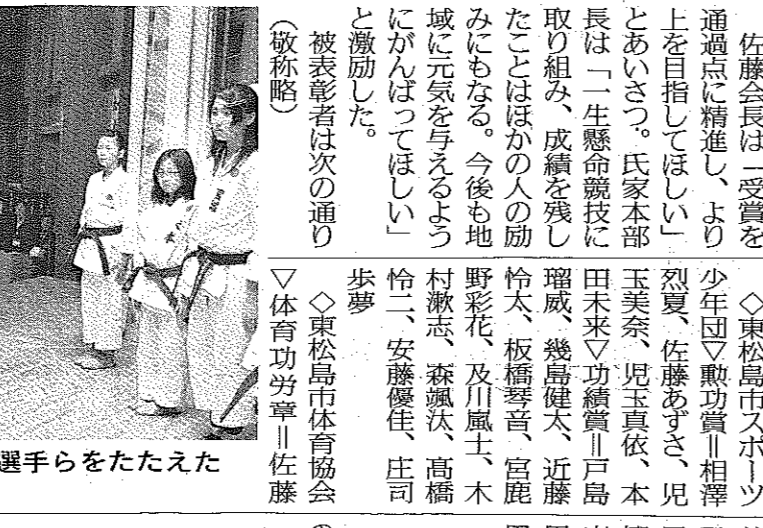 佐藤会長は「受賞を
通過点に精進し、より
上を目指してほしい」
とあいさつ。氏家本部
長は「一生懸命競技に
取り組み、成績を残し
たことはほかの人の励
みにもなる。今後も地
域に元気を与えるよう
にがんばってほしい」
と激励した。
被表彰者は次の通り
(敬称略)
◇東松島市スポーツ
少年団▽勲功賞＝相澤
烈夏、佐藤あずさ、児
玉美奈、児玉真依、本
田未来▽功績賞＝戸島
瑠威、幾島健太、近藤
怜太、板橋琴音、宮鹿
野彩花、及川嵐士、木
村漱志、森颯汰、髙橋
怜二、安藤優佳、庄司
歩夢
◇東松島市体育協会
▽体育功労章＝佐藤
選手らをたたえた